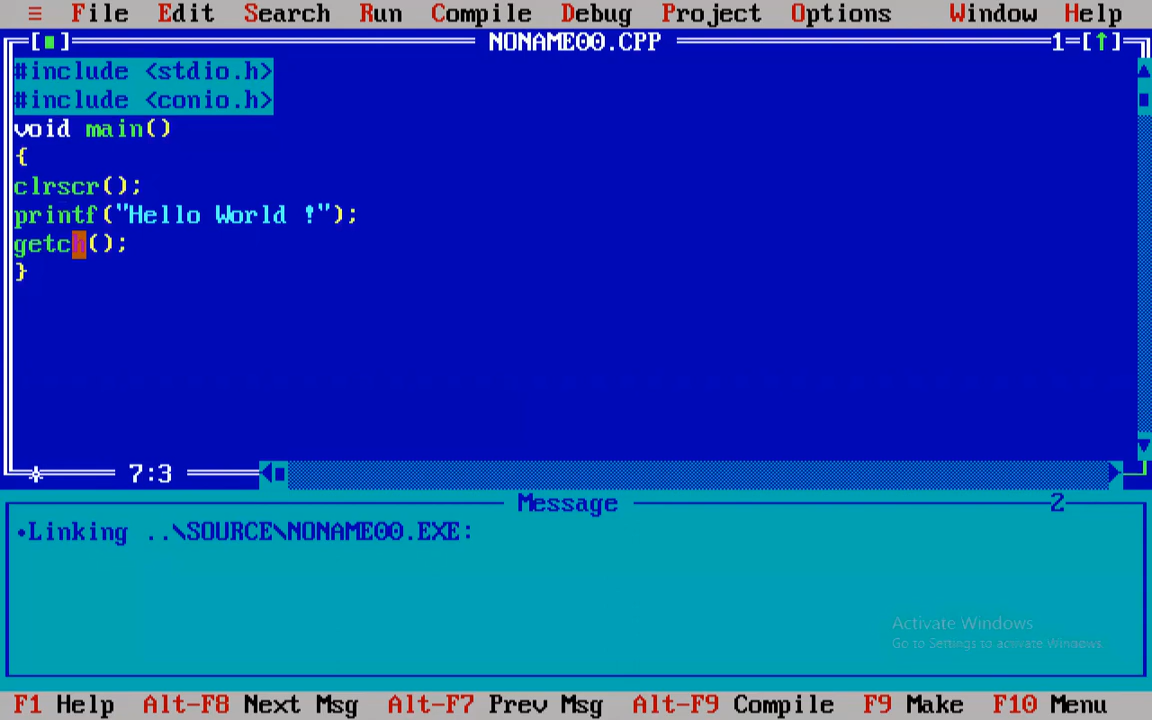 ≡ File Edit Search Run Compile Debug Project Options Window Help
[■] NONAME00.CPP 1=[↑]
#include <stdio.h>
#include <conio.h>
void main()
{
clrscr();
printf("Hello World !");
getch();
}
7:3
Message 2
•Linking ..\SOURCE\NONAME00.EXE:
Activate Windows
Go to Settings to activate Windows.
F1 Help Alt-F8 Next Msg Alt-F7 Prev Msg Alt-F9 Compile F9 Make F10 Menu